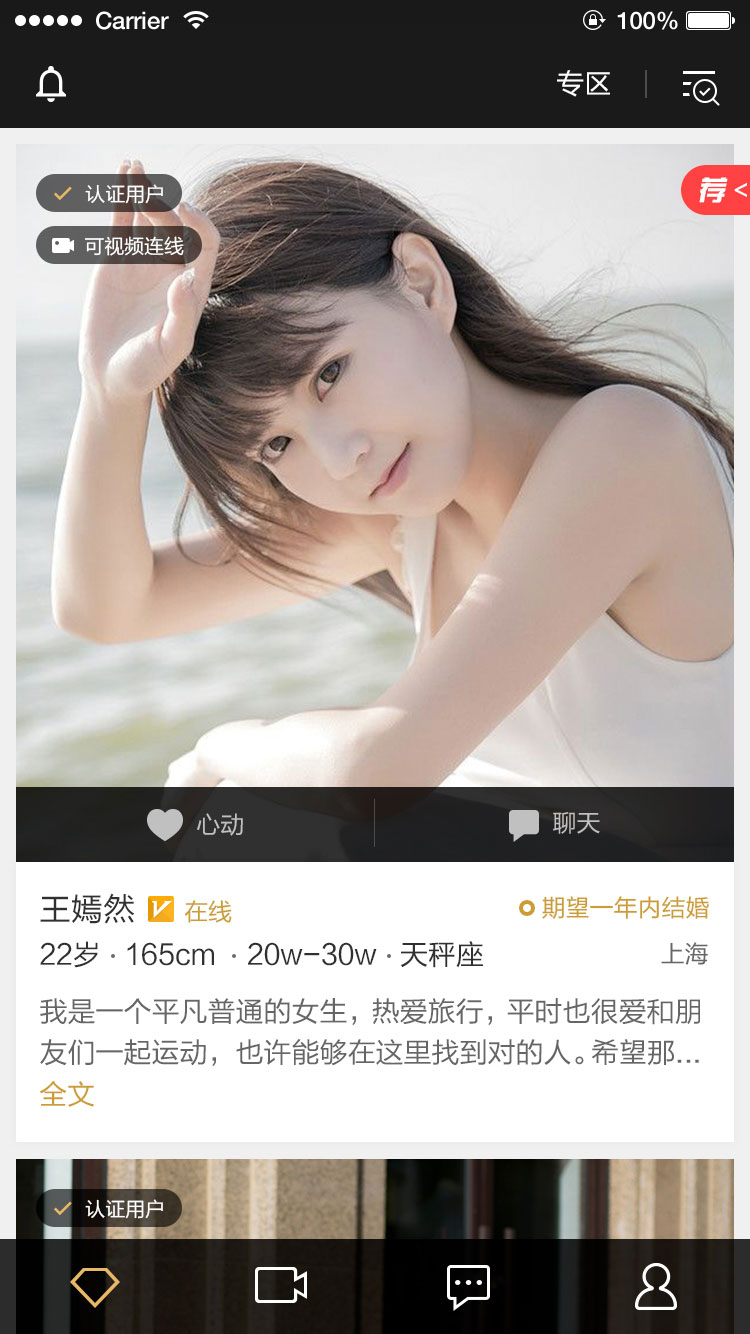 Carrier 100%
专区
认证用户
荐 <
可视频连线
心动 聊天
王嫣然 V 在线 期望一年内结婚
22岁 · 165cm · 20w-30w · 天秤座 上海
我是一个平凡普通的女生，热爱旅行，平时也很爱和朋
友们一起运动，也许能够在这里找到对的人。希望那...
全文
认证用户